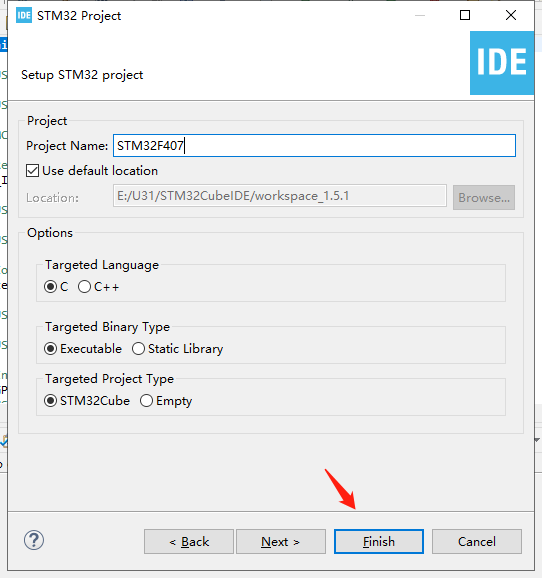 IDE STM32 Project
Setup STM32 project
IDE
Project
Project Name: STM32F407
Use default location
Location: E:/U31/STM32CubeIDE/workspace_1.5.1 Browse...
Options
Targeted Language
C C++
Targeted Binary Type
Executable Static Library
Targeted Project Type
STM32Cube Empty
? < Back Next > Finish Cancel